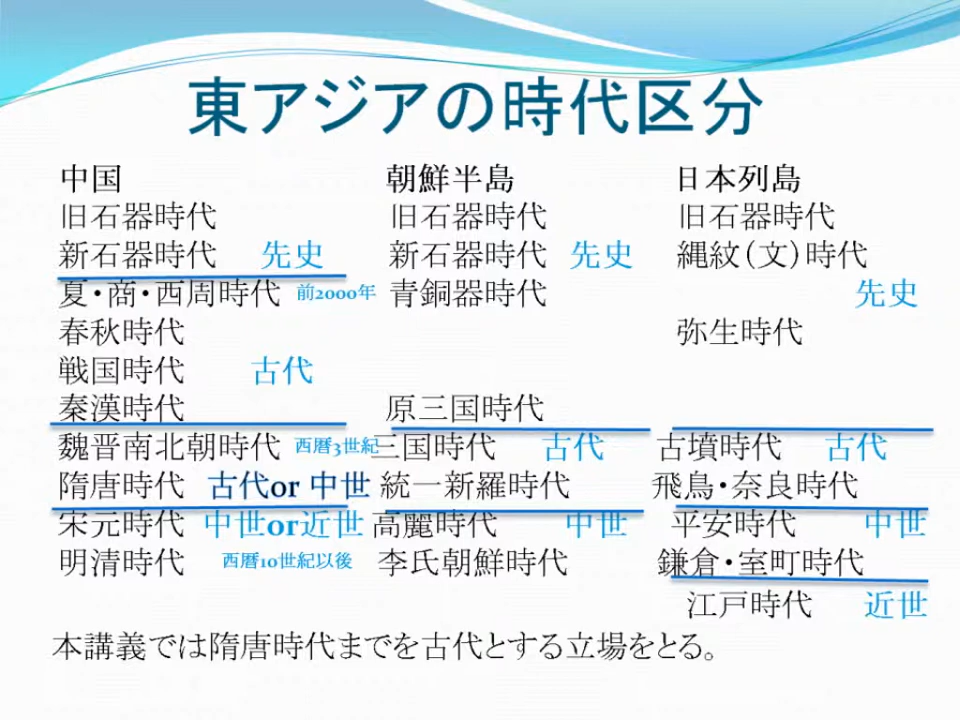 東アジアの時代区分
中国 朝鮮半島 日本列島
旧石器時代 旧石器時代 旧石器時代
新石器時代 先史 新石器時代 先史 縄紋(文)時代
夏・商・西周時代 前2000年 青銅器時代 先史
春秋時代 弥生時代
戦国時代 古代
秦漢時代 原三国時代
魏晋南北朝時代 西暦3世紀 三国時代 古代 古墳時代 古代
隋唐時代 古代or 中世 統一新羅時代 飛鳥・奈良時代
宋元時代 中世or近世 高麗時代 中世 平安時代 中世
明清時代 西暦10世紀以後 李氏朝鮮時代 鎌倉・室町時代
江戸時代 近世
本講義では隋唐時代までを古代とする立場をとる。